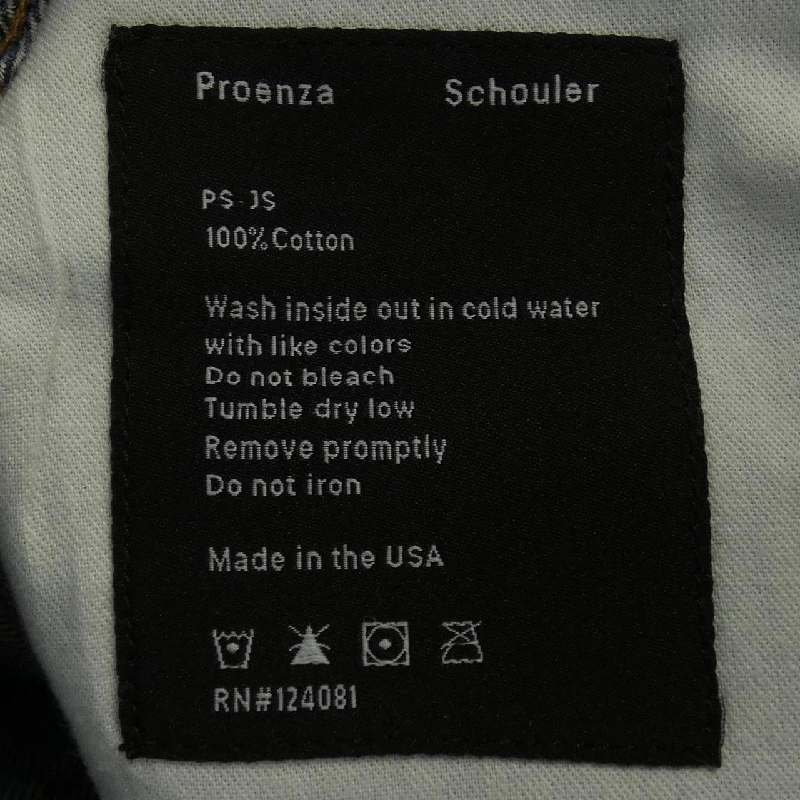 Proenza Schouler
PS-JS
100% Cotton
Wash inside out in cold water
with like colors
Do not bleach
Tumble dry low
Remove promptly
Do not iron
Made in the USA
RN#124081